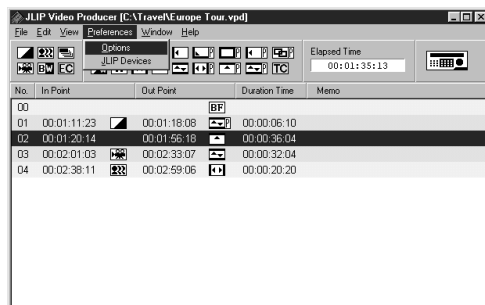 JLIP Video Producer [C:\Travel\Europe Tour.vpd]
File Edit View Preferences Window Help
Options
JLIP Devices
Elapsed Time
00:01:35:13
BW EC P P P P P P TC
No. In Point Out Point Duration Time Memo
00 BF
01 00:01:11:23 00:01:18:08 P 00:00:06:10
02 00:01:20:14 00:01:56:18 00:00:36:04
03 00:02:01:03 00:02:33:07 00:00:32:04
04 00:02:38:11 00:02:59:06 00:00:20:20